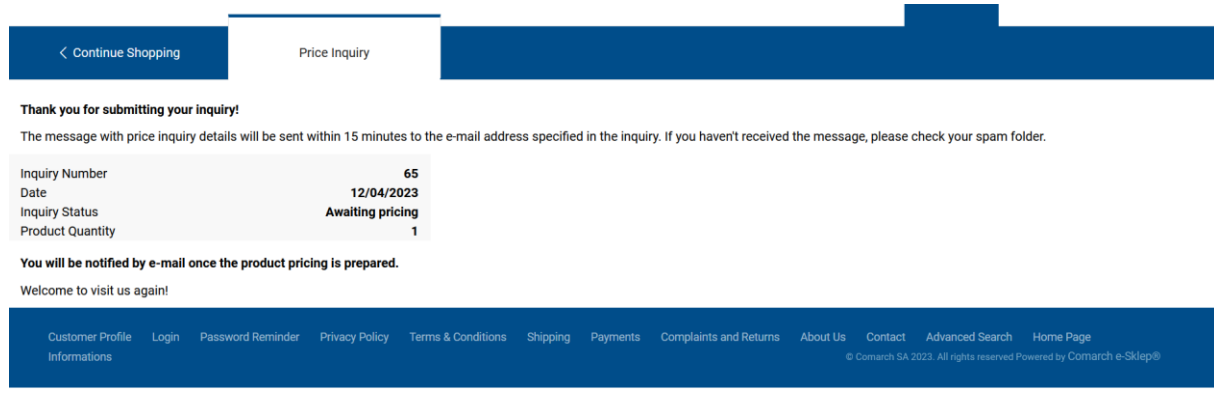 < Continue Shopping
Price Inquiry
Thank you for submitting your inquiry!
The message with price inquiry details will be sent within 15 minutes to the e-mail address specified in the inquiry. If you haven't received the message, please check your spam folder.
Inquiry Number 65
Date 12/04/2023
Inquiry Status Awaiting pricing
Product Quantity 1
You will be notified by e-mail once the product pricing is prepared.
Welcome to visit us again!
Customer Profile Login Password Reminder Privacy Policy Terms & Conditions Shipping Payments Complaints and Returns About Us Contact Advanced Search Home Page
Informations © Comarch SA 2023. All rights reserved Powered by Comarch e-Sklep®